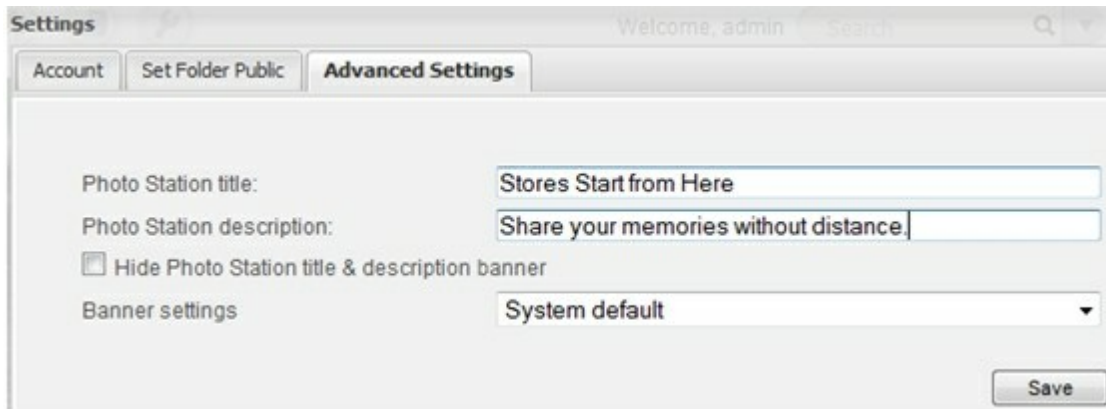 Settings
Welcome, admin Search
Account Set Folder Public Advanced Settings
Photo Station title: Stores Start from Here
Photo Station description: Share your memories without distance.
Hide Photo Station title & description banner
Banner settings System default
Save